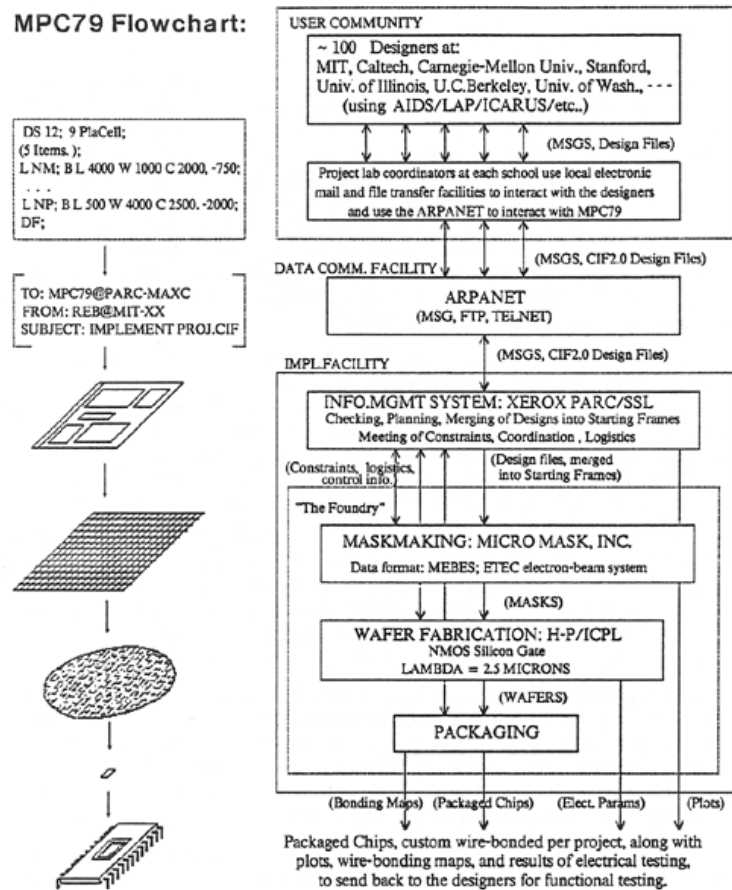 MPC79 Flowchart:
DS 12; 9 PlaCell;
(5 Items. );
L NM; B L 4000 W 1000 C 2000, -750;
. . .
L NP; B L 500 W 4000 C 2500. -2000;
DF;
TO: MPC79@PARC-MAXC
FROM: REB@MIT-XX
SUBJECT: IMPLEMENT PROJ.CIF
USER COMMUNITY
~ 100 Designers at:
MIT, Caltech, Carnegie-Mellon Univ., Stanford,
Univ. of Illinois, U.C.Berkeley, Univ. of Wash., - - -
(using AIDS/LAP/ICARUS/etc..)
(MSGS, Design Files)
Project lab coordinators at each school use local electronic
mail and file transfer facilities to interact with the designers
and use the ARPANET to interact with MPC79
(MSGS, CIF2.0 Design Files)
DATA COMM. FACILITY
ARPANET
(MSG, FTP, TELNET)
(MSGS, CIF2.0 Design Files)
IMPL.FACILITY
INFO.MGMT SYSTEM: XEROX PARC/SSL
Checking, Planning, Merging of Designs into Starting Frames
Meeting of Constraints, Coordination , Logistics
(Constraints, logistics,
control info.)
(Design files, merged
into Starting Frames)
"The Foundry"
MASKMAKING: MICRO MASK, INC.
Data format: MEBES; ETEC electron-beam system
(MASKS)
WAFER FABRICATION: H-P/ICPL
NMOS Silicon Gate
LAMBDA = 2.5 MICRONS
(WAFERS)
PACKAGING
(Bonding Maps)
(Packaged Chips)
(Elect. Params)
(Plots)
Packaged Chips, custom wire-bonded per project, along with
plots, wire-bonding maps, and results of electrical testing,
to send back to the designers for functional testing.